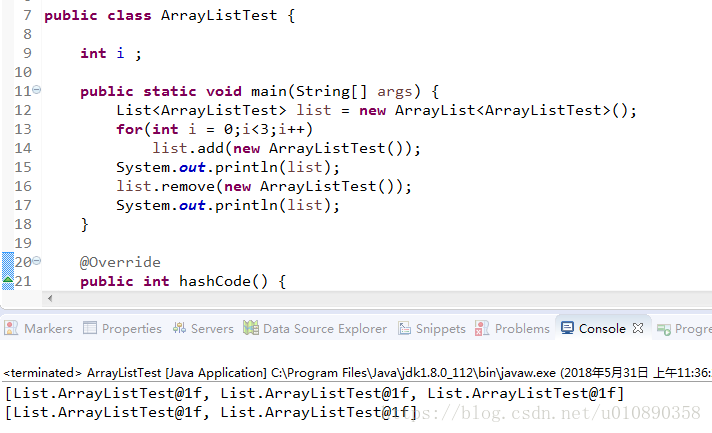 7 public class ArrayListTest {
8
9 int i ;
10
11 public static void main(String[] args) {
12 List<ArrayListTest> list = new ArrayList<ArrayListTest>();
13 for(int i = 0;i<3;i++)
14 list.add(new ArrayListTest());
15 System.out.println(list);
16 list.remove(new ArrayListTest());
17 System.out.println(list);
18 }
19
20 @Override
21 public int hashCode() {
Markers Properties Servers Data Source Explorer Snippets Problems Console Progre
<terminated> ArrayListTest [Java Application] C:\Program Files\Java\jdk1.8.0_112\bin\javaw.exe (2018年5月31日 上午11:36:
[List.ArrayListTest@1f, List.ArrayListTest@1f, List.ArrayListTest@1f]
[List.ArrayListTest@1f, List.ArrayListTest@1f]
https://blog.csdn.net/u010890358